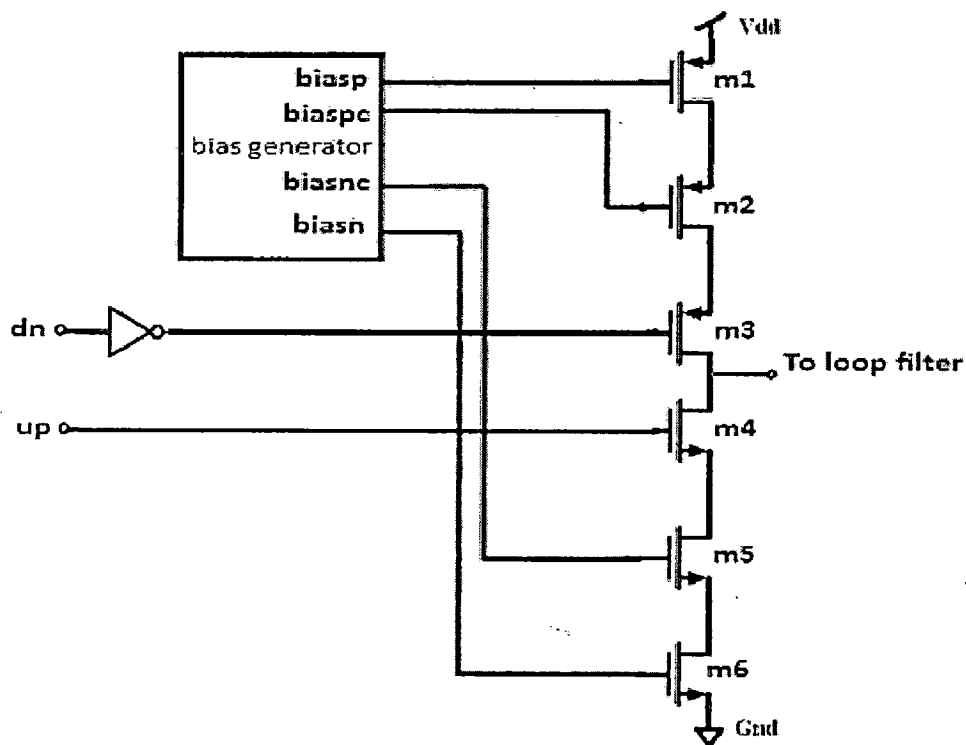 Vdd
biasp
m1
biaspc
bias generator
biasnc
m2
biasn
dn
m3
To loop filter
up
m4
m5
m6
Gnd